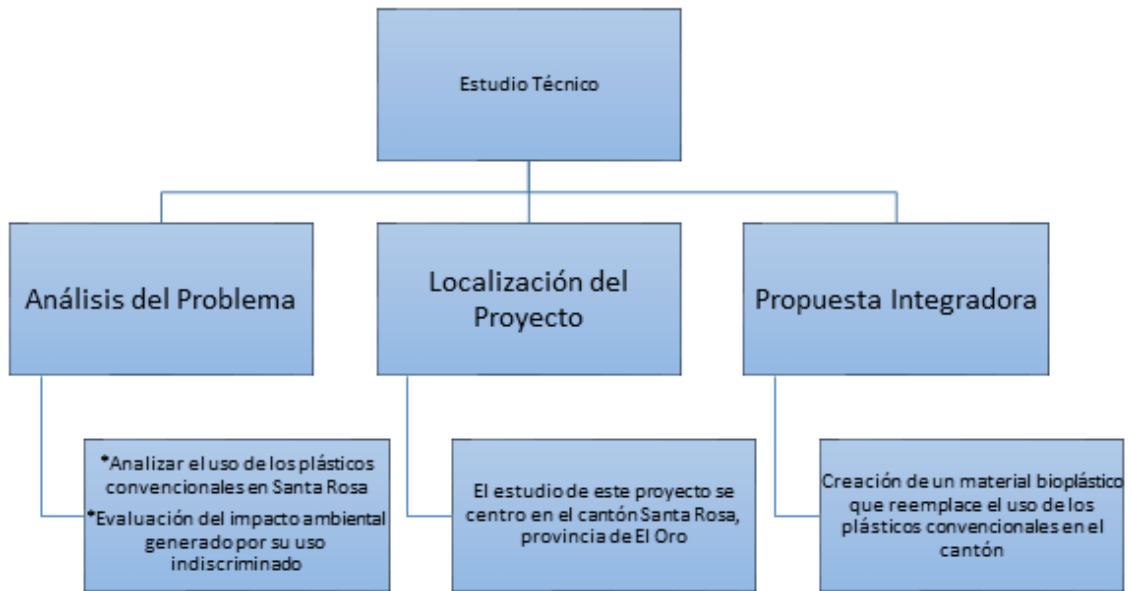 Estudio Técnico
Análisis del Problema
Localización del
Proyecto
Propuesta Integradora
*Analizar el uso de los plásticos
convencionales en Santa Rosa
*Evaluación del impacto ambiental
generado por su uso
indiscriminado
El estudio de este proyecto se
centro en el cantón Santa Rosa,
provincia de El Oro
Creación de un material bioplástico
que reemplace el uso de los
plásticos convencionales en el
cantón